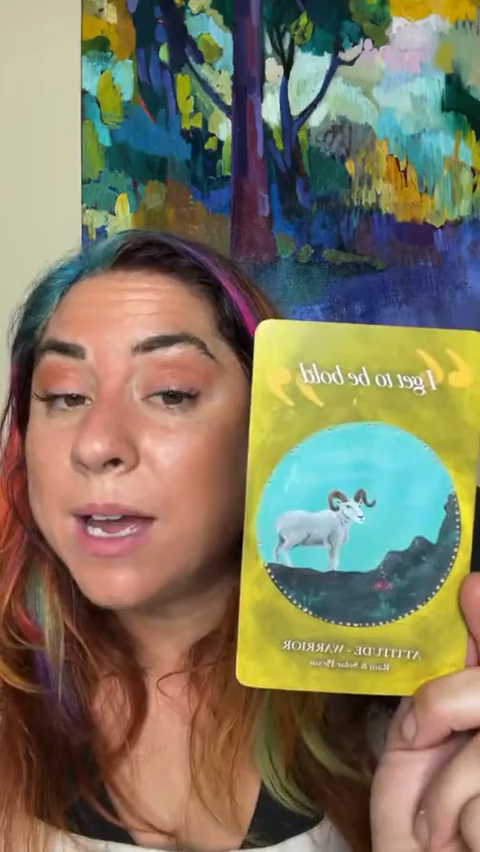 “I get to be bold”
ATTITUDE - WARRIOR
Ram & Solar Plexus